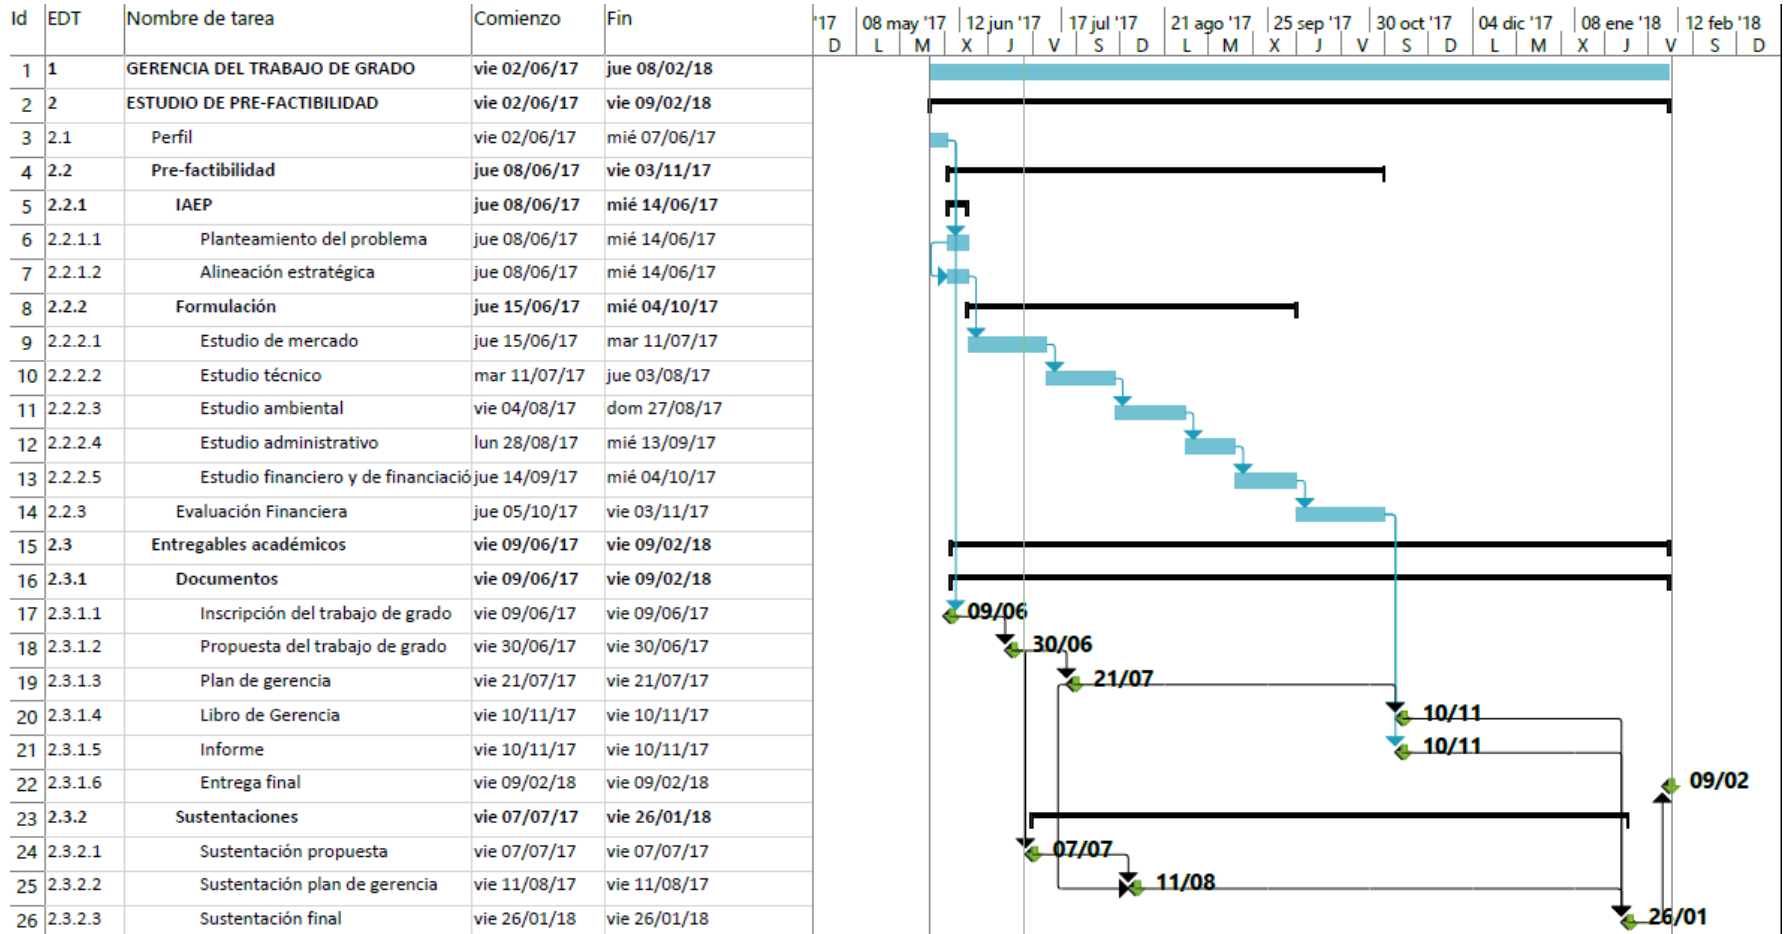 Id EDT Nombre de tarea Comienzo Fin '17 08 may '17 12 jun '17 17 jul '17 21 ago '17 25 sep '17 30 oct '17 04 dic '17 08 ene '18 12 feb '18
D L M X J V S D L M X J V S D L M X J V S D
1 1 GERENCIA DEL TRABAJO DE GRADO vie 02/06/17 jue 08/02/18
2 2 ESTUDIO DE PRE-FACTIBILIDAD vie 02/06/17 vie 09/02/18
3 2.1 Perfil vie 02/06/17 mié 07/06/17
4 2.2 Pre-factibilidad jue 08/06/17 vie 03/11/17
5 2.2.1 IAEP jue 08/06/17 mié 14/06/17
6 2.2.1.1 Planteamiento del problema jue 08/06/17 mié 14/06/17
7 2.2.1.2 Alineación estratégica jue 08/06/17 mié 14/06/17
8 2.2.2 Formulación jue 15/06/17 mié 04/10/17
9 2.2.2.1 Estudio de mercado jue 15/06/17 mar 11/07/17
10 2.2.2.2 Estudio técnico mar 11/07/17 jue 03/08/17
11 2.2.2.3 Estudio ambiental vie 04/08/17 dom 27/08/17
12 2.2.2.4 Estudio administrativo lun 28/08/17 mié 13/09/17
13 2.2.2.5 Estudio financiero y de financiació jue 14/09/17 mié 04/10/17
14 2.2.3 Evaluación Financiera jue 05/10/17 vie 03/11/17
15 2.3 Entregables académicos vie 09/06/17 vie 09/02/18
16 2.3.1 Documentos vie 09/06/17 vie 09/02/18
17 2.3.1.1 Inscripción del trabajo de grado vie 09/06/17 vie 09/06/17 09/06
18 2.3.1.2 Propuesta del trabajo de grado vie 30/06/17 vie 30/06/17 30/06
19 2.3.1.3 Plan de gerencia vie 21/07/17 vie 21/07/17 21/07
20 2.3.1.4 Libro de Gerencia vie 10/11/17 vie 10/11/17 10/11
21 2.3.1.5 Informe vie 10/11/17 vie 10/11/17 10/11
22 2.3.1.6 Entrega final vie 09/02/18 vie 09/02/18 09/02
23 2.3.2 Sustentaciones vie 07/07/17 vie 26/01/18
24 2.3.2.1 Sustentación propuesta vie 07/07/17 vie 07/07/17 07/07
25 2.3.2.2 Sustentación plan de gerencia vie 11/08/17 vie 11/08/17 11/08
26 2.3.2.3 Sustentación final vie 26/01/18 vie 26/01/18 26/01